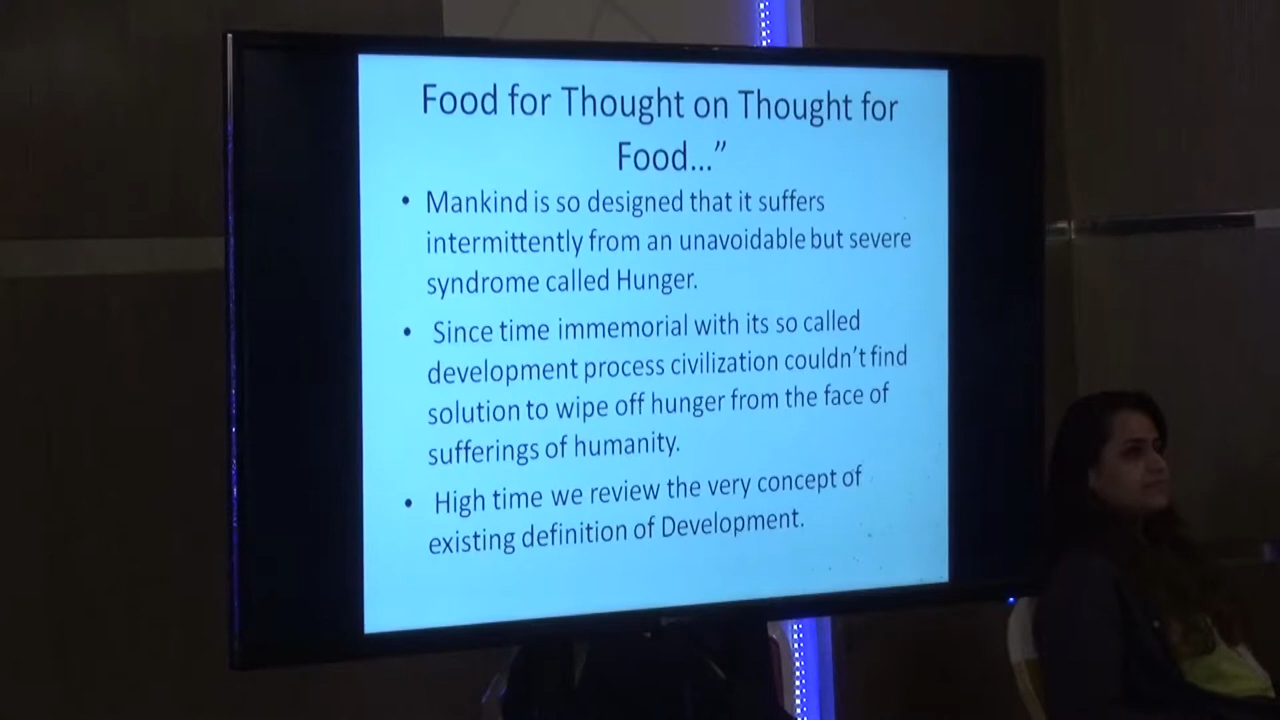 Food for Thought on Thought for
Food...”
• Mankind is so designed that it suffers
intermittently from an unavoidable but severe
syndrome called Hunger.
• Since time immemorial with its so called
development process civilization couldn’t find
solution to wipe off hunger from the face of
sufferings of humanity.
• High time we review the very concept of
existing definition of Development.